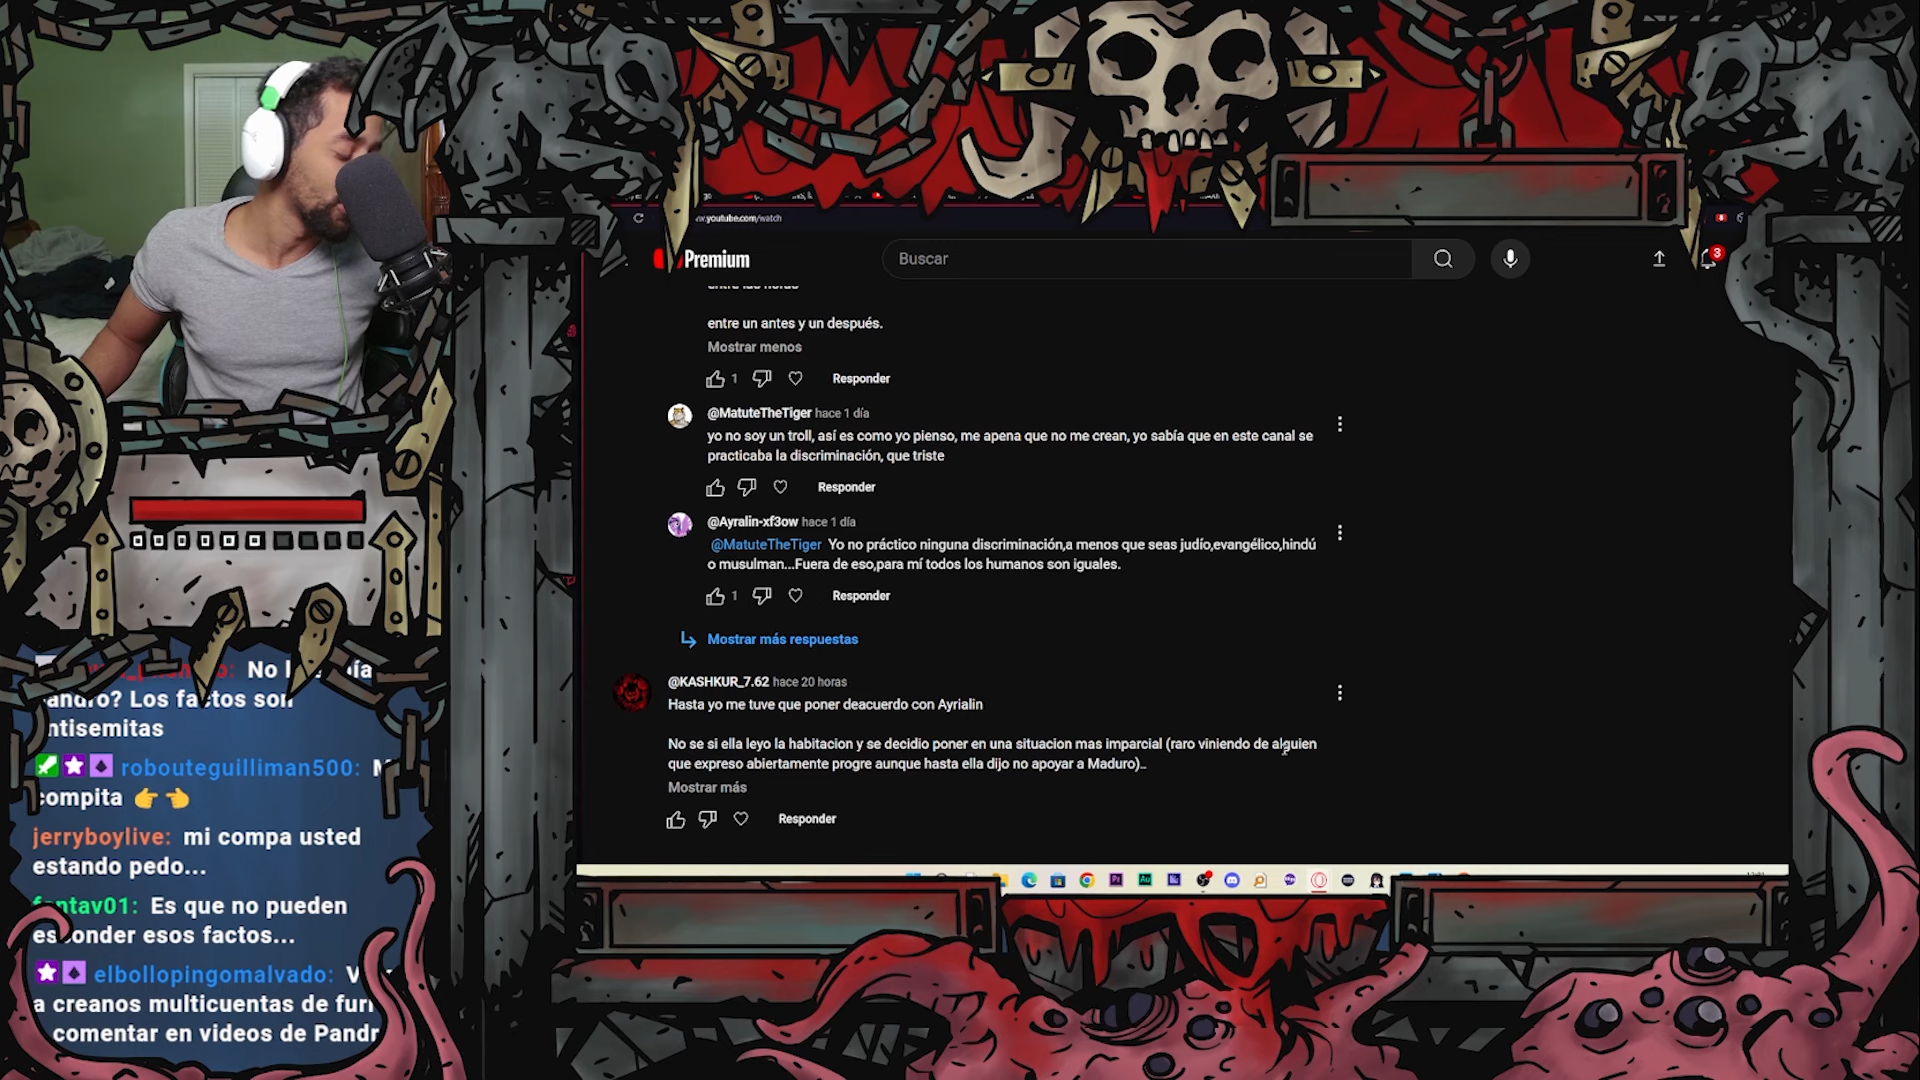 w.youtube.com/watch
Premium
Buscar
3
entre un antes y un después.
Mostrar menos
1
Responder
@MatuteTheTiger hace 1 día
yo no soy un troll, así es como yo pienso, me apena que no me crean, yo sabía que en este canal se
practicaba la discriminación, que triste
Responder
@Ayralin-xf3ow hace 1 día
@MatuteTheTiger Yo no práctico ninguna discriminación,a menos que seas judío,evangélico,hindú
o musulman...Fuera de eso,para mí todos los humanos son iguales.
1
Responder
Mostrar más respuestas
@KASHKUR_7.62 hace 20 horas
Hasta yo me tuve que poner deacuerdo con Ayrialin
No se si ella leyo la habitacion y se decidio poner en una situacion mas imparcial (raro viniendo de alguien
que expreso abiertamente progre aunque hasta ella dijo no apoyar a Maduro)..
Mostrar más
Responder
No
? Los factos son
robouteguilliman500:
compita 👉👈
jerryboylive: mi compa usted
estando pedo...
Es que no pueden
esos factos...
elbollopingomalvado:
a creanos multicuentas de
comentar en videos de